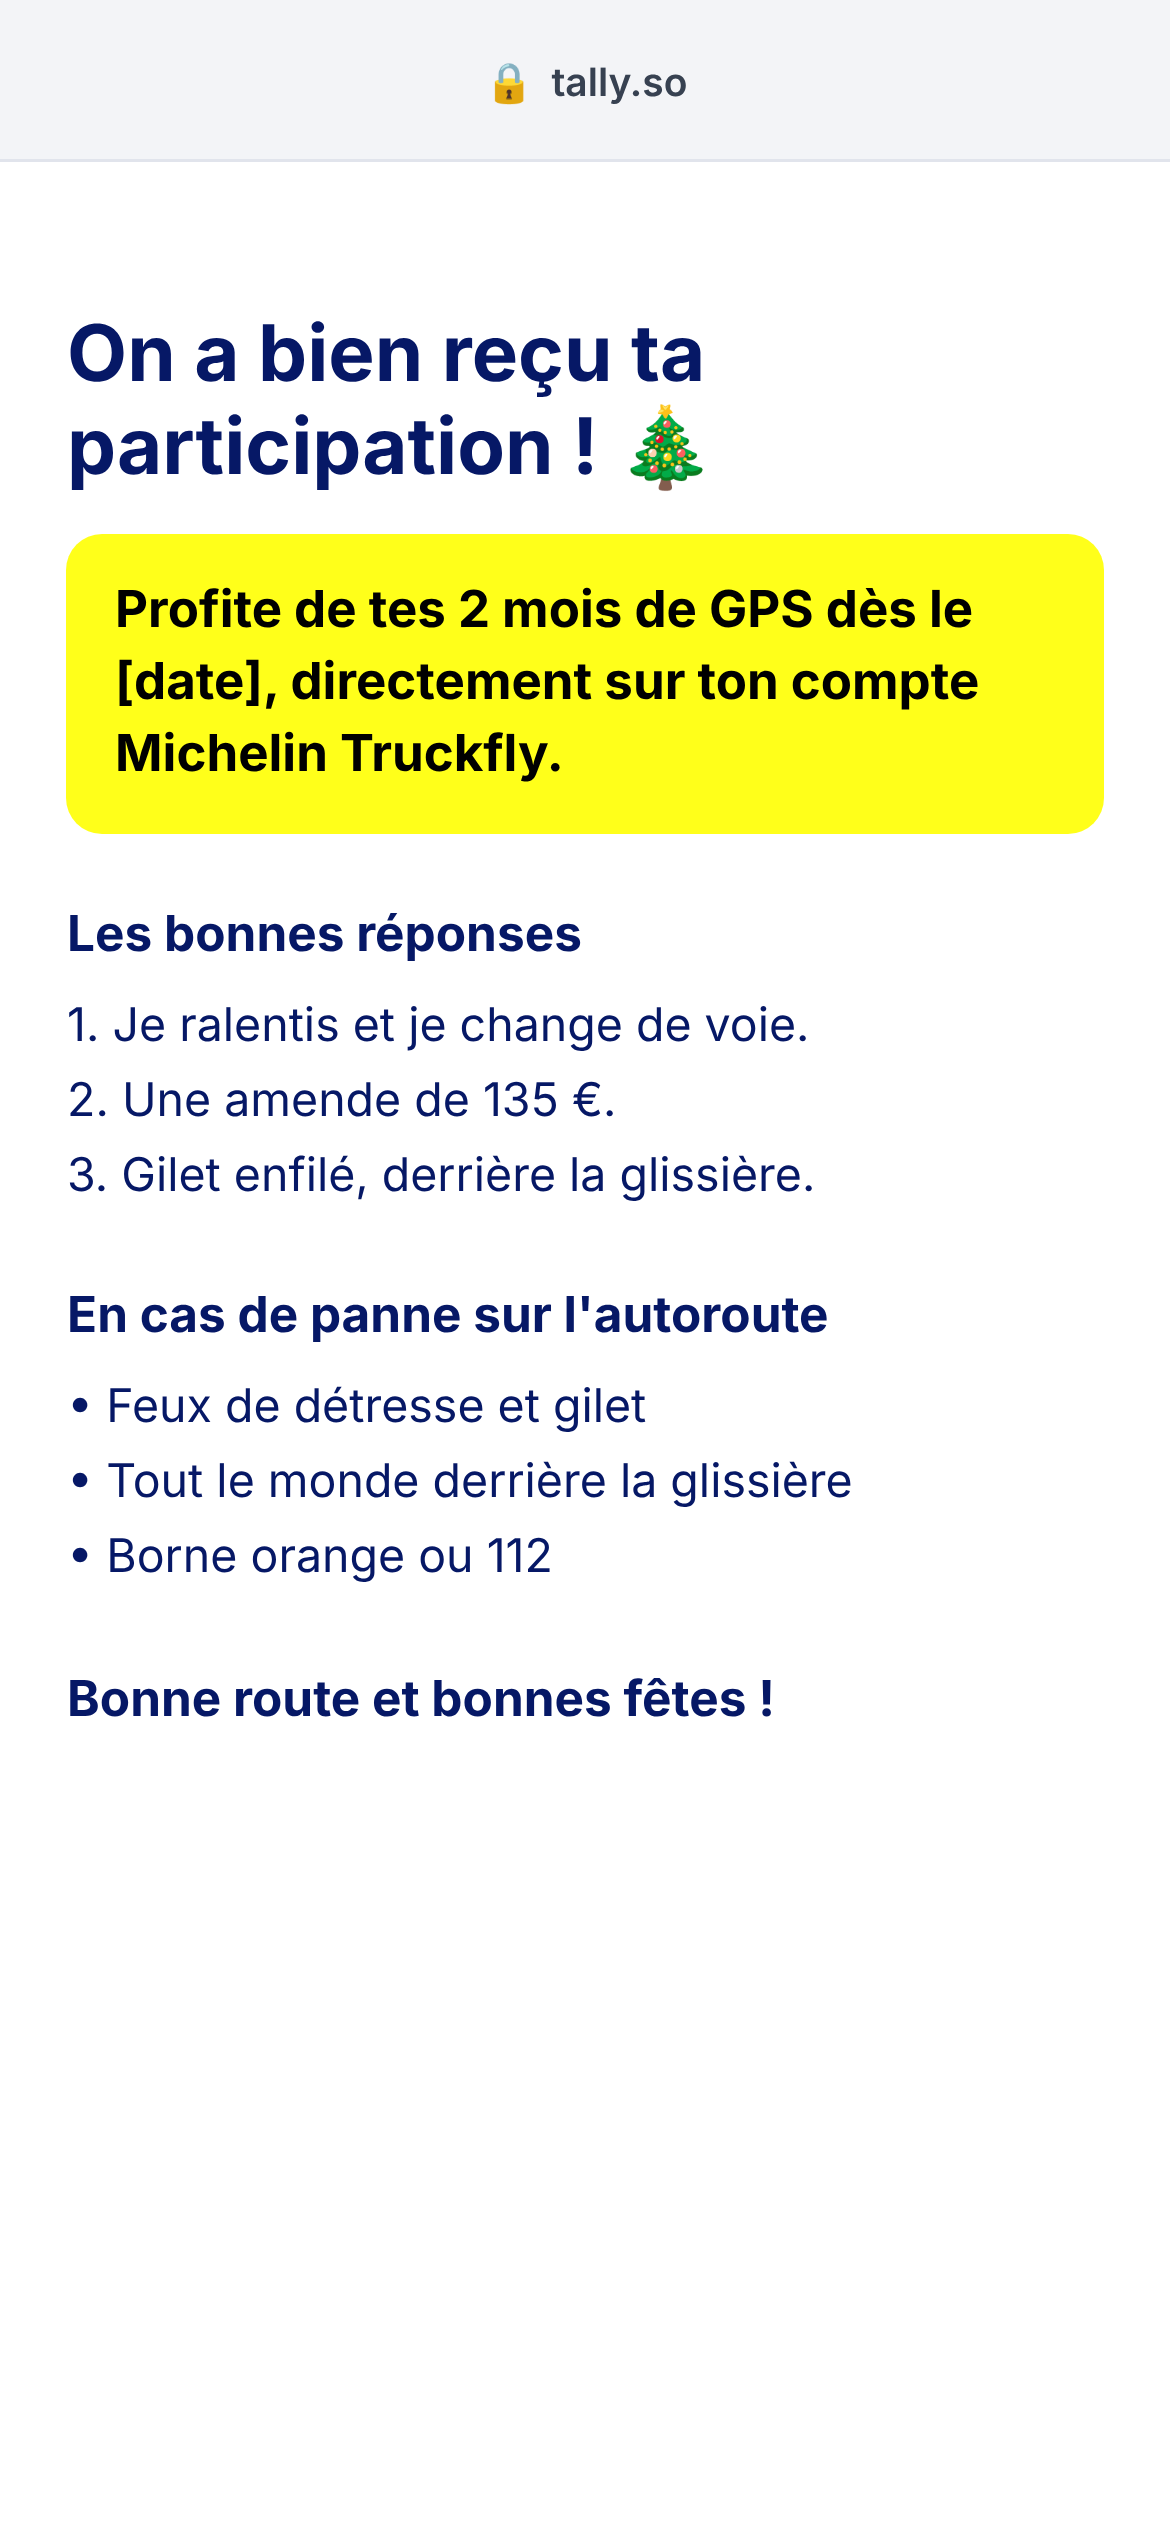 🔒 tally.so
On a bien reçu ta
participation ! 🎄
Profite de tes 2 mois de GPS dès le
[date], directement sur ton compte
Michelin Truckfly.
Les bonnes réponses
1. Je ralentis et je change de voie.
2. Une amende de 135 €.
3. Gilet enfilé, derrière la glissière.
En cas de panne sur l'autoroute
• Feux de détresse et gilet
• Tout le monde derrière la glissière
• Borne orange ou 112
Bonne route et bonnes fêtes !